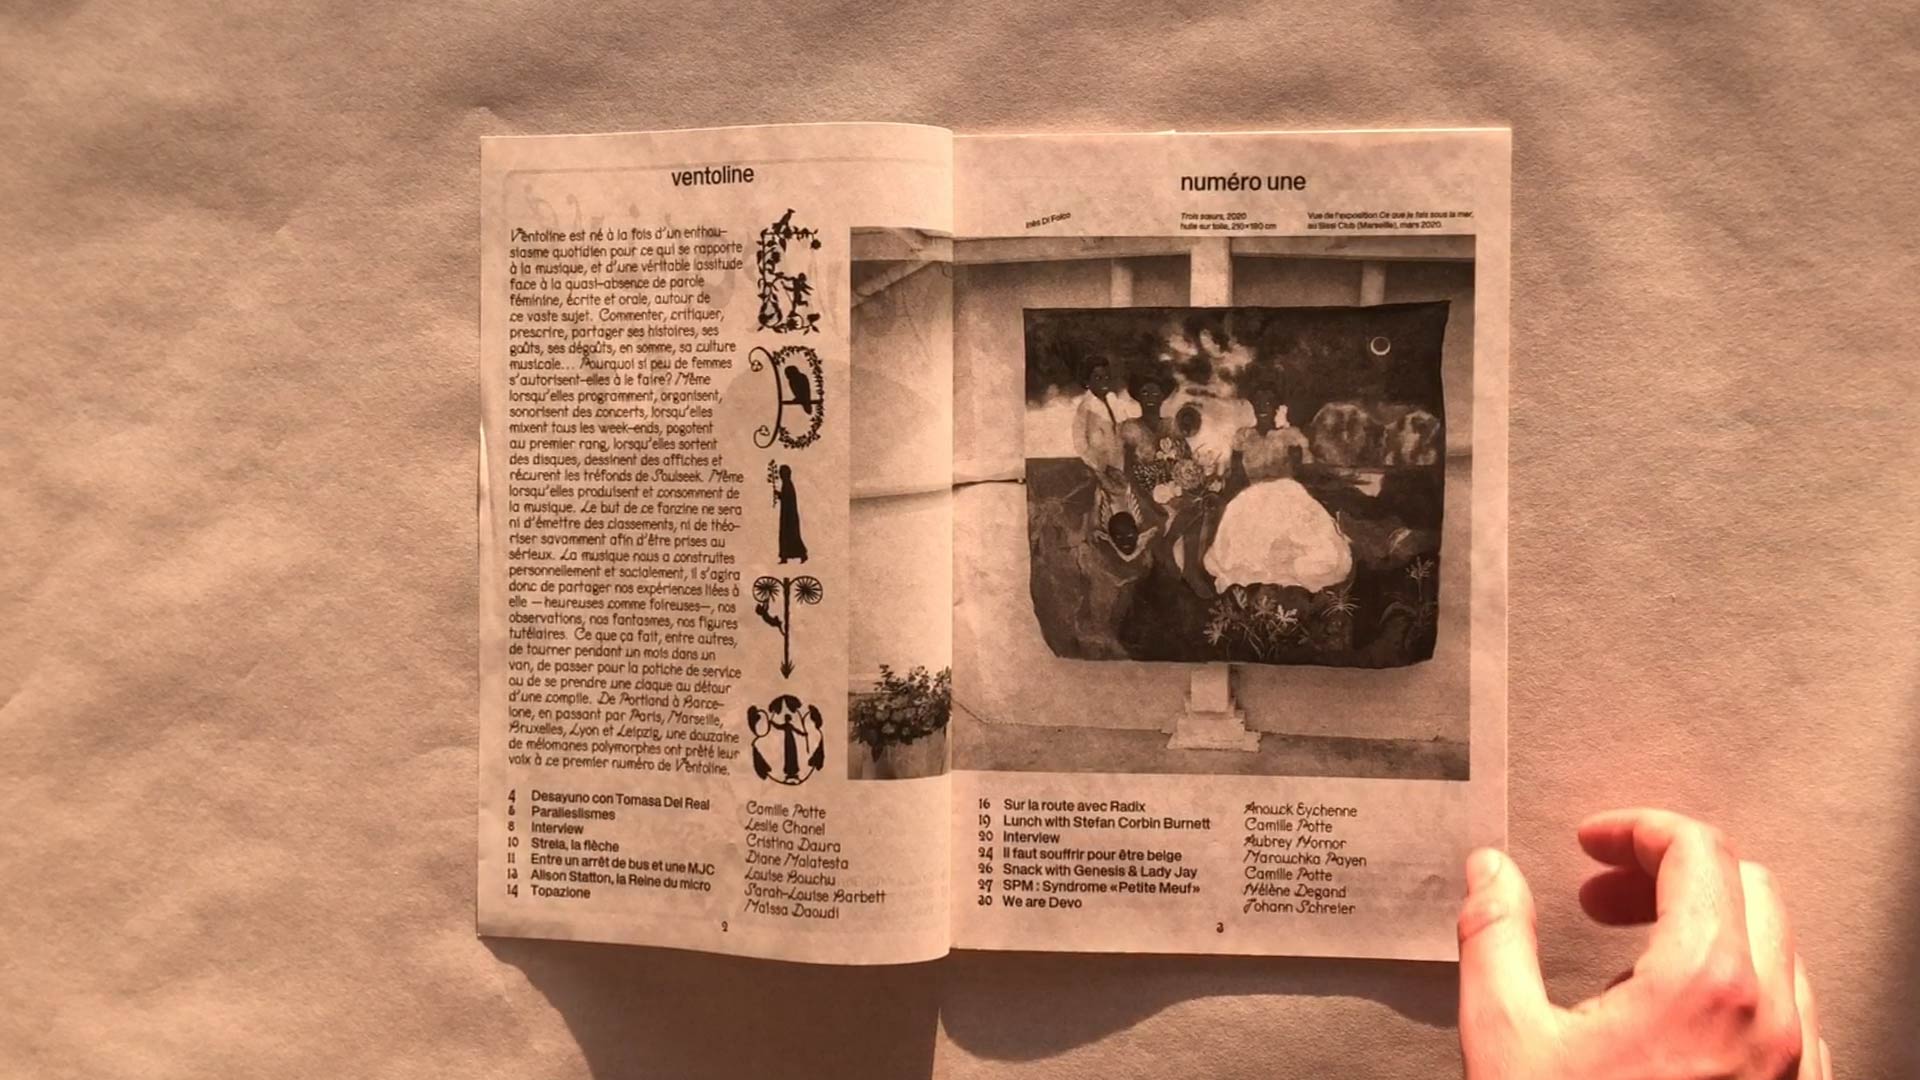 ventoline
Ventoline est né à la fois d'un enthou-
siasme quotidien pour ce qui se rapporte
à la musique, et d'une véritable lassitude
face à la quasi-absence de parole
féminine, écrite et orale, autour de
ce vaste sujet. Commenter, critiquer,
prescrire, partager ses histoires, ses
goûts, ses dégoûts, en somme, sa culture
musicale... Pourquoi si peu de femmes
s'autorisent-elles à le faire? Même
lorsqu'elles programment, organisent,
sonorisent des concerts, lorsqu'elles
mixent tous les week-ends, pogotent
au premier rang, lorsqu'elles sortent
des disques, dessinent des affiches et
récurent les tréfonds de Soulseek. Même
lorsqu'elles produisent et consomment de
la musique. Le but de ce fanzine ne sera
ni d'émettre des classements, ni de théo-
riser savamment afin d'être prises au
sérieux. La musique nous a construites
personnellement et socialement, il s'agira
donc de partager nos expériences liées à
elle — heureuses comme foireuses—, nos
observations, nos fantasmes, nos figures
tutélaires. Ce que ça fait, entre autres,
de tourner pendant un mois dans un
van, de passer pour la potiche de service
ou de se prendre une claque au détour
d'une compile. De Portland à Barce-
lone, en passant par Paris, Marseille,
Bruxelles, Lyon et Leipzig, une douzaine
de mélomanes polymorphes ont prêté leur
voix à ce premier numéro de Ventoline.
E
D
I
T
O
4 Desayuno con Tomasa Del Real Camille Potte
6 Paralleslismes Leslie Chanel
8 Interview Cristina Daura
10 Strela, la flèche Diane Malatesta
11 Entre un arrêt de bus et une MJC Louise Bouchu
13 Alison Statton, la Reine du micro Sarah-Louise Barbett
14 Topazione Maïssa Daoudi
2
numéro une
Inès Di Folco
Trois sœurs, 2020
huile sur toile, 210×180 cm
Vue de l'exposition Ce que je fais sous la mer,
au Sissi Club (Marseille), mars 2020.
16 Sur la route avec Radix Anouck Eychenne
19 Lunch with Stefan Corbin Burnett Camille Potte
20 Interview Aubrey Hornor
24 Il faut souffrir pour être belge Marouchka Payen
26 Snack with Genesis & Lady Jay Camille Potte
27 SPM : Syndrome «Petite Meuf» Hélène Degand
30 We are Devo Johann Schreier
3